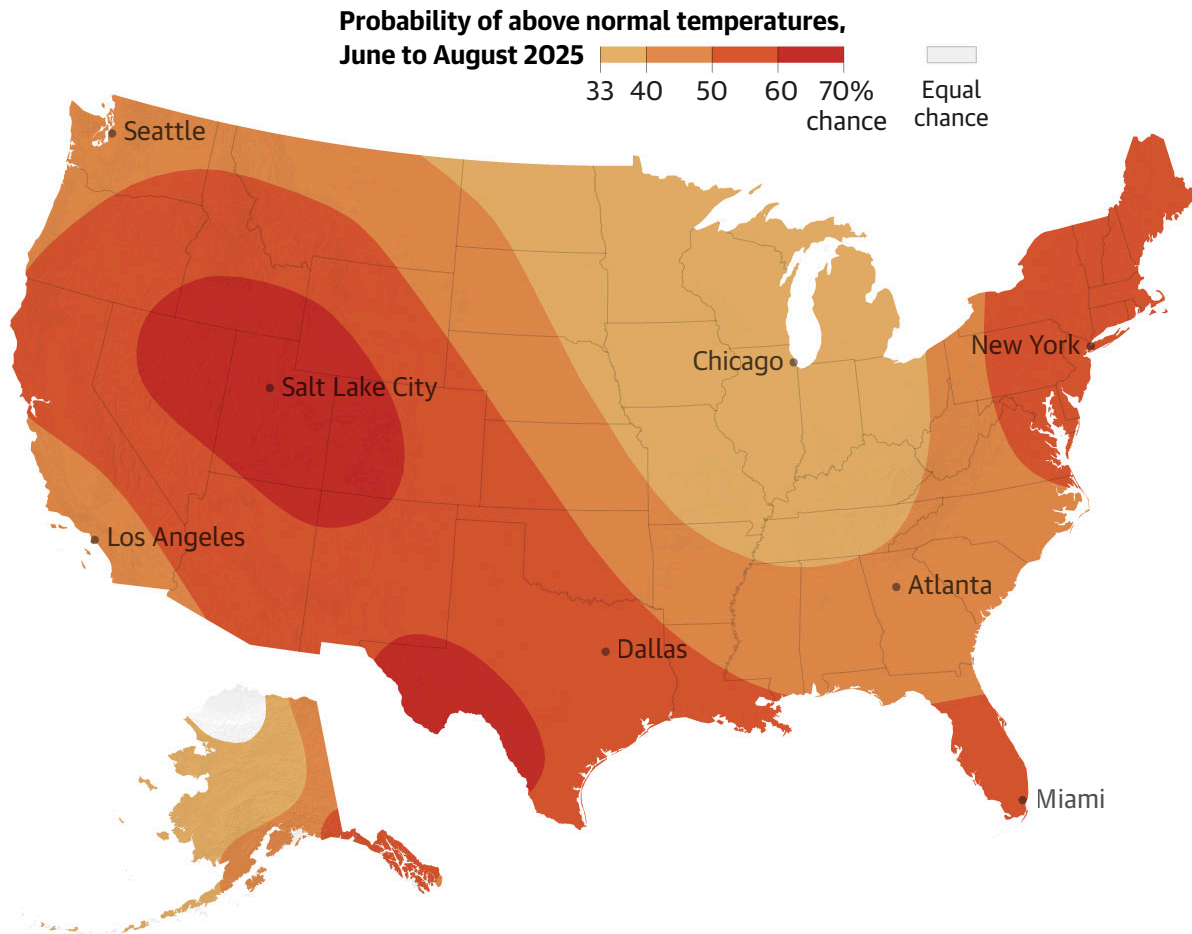 Probability of above normal temperatures,
June to August 2025
33 40 50 60 70%
chance
Equal
chance
Seattle
New York
Chicago
Salt Lake City
Los Angeles
Atlanta
Dallas
Miami